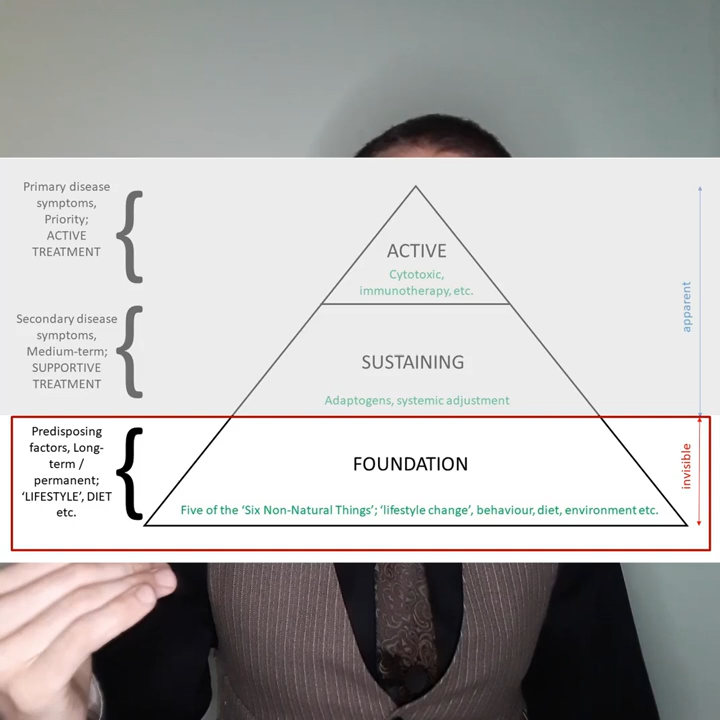 Primary disease
symptoms,
Priority;
ACTIVE
TREATMENT
ACTIVE
Cytotoxic,
immunotherapy, etc.
apparent
Secondary disease
symptoms,
Medium-term;
SUPPORTIVE
TREATMENT
SUSTAINING
Adaptogens, systemic adjustment
Predisposing
factors, Long-
term /
permanent;
‘LIFESTYLE’, DIET
etc.
FOUNDATION
Five of the ‘Six Non-Natural Things’; ‘lifestyle change’, behaviour, diet, environment etc.
invisible